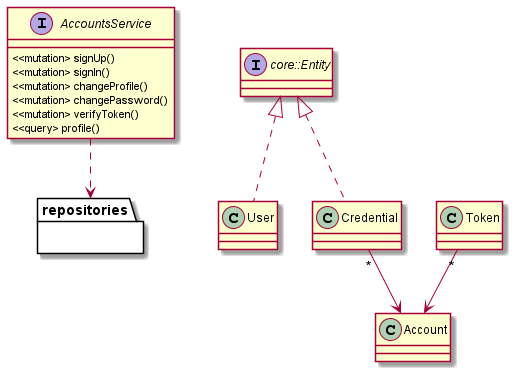 I AccountsService
<<mutation> signUp()
<<mutation> signIn()
<<mutation> changeProfile()
<<mutation> changePassword()
<<mutation> verifyToken()
<<query> profile()
I core::Entity
repositories
C User
C Credential
C Token
*
*
C Account